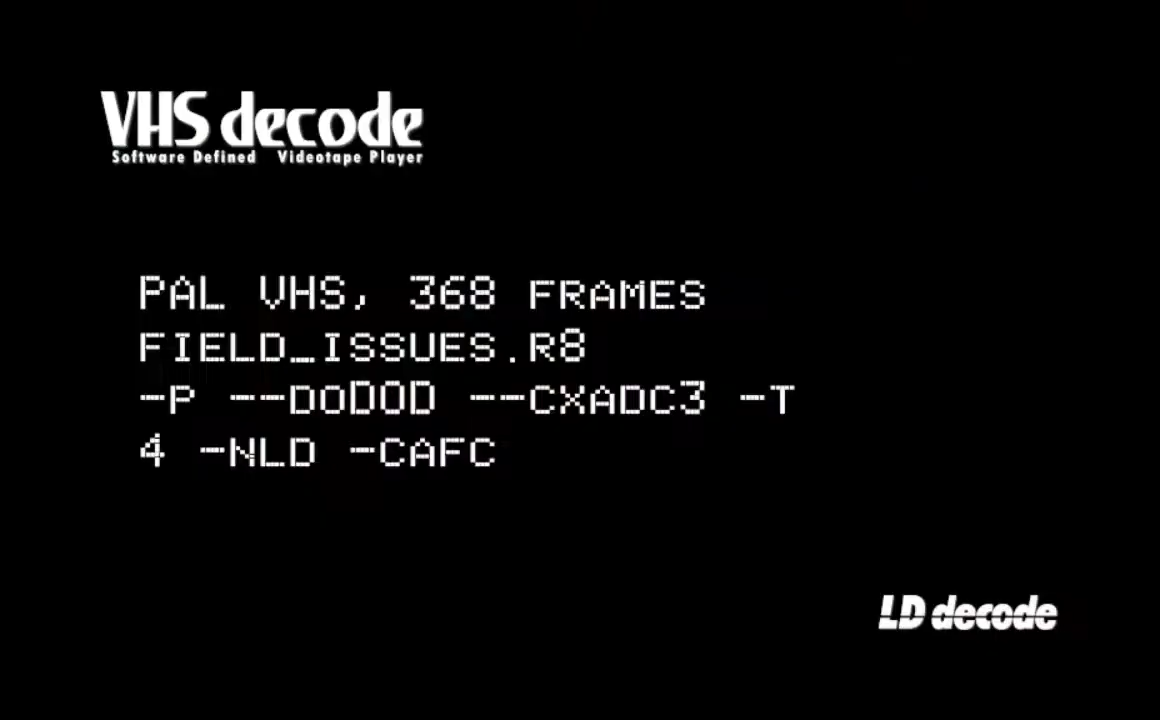 VHS decode
Software Defined Videotape Player
PAL VHS, 368 FRAMES
FIELD_ISSUES.R8
-P --DODOD --CXADC3 -T
4 -NLD -CAFC
LD decode